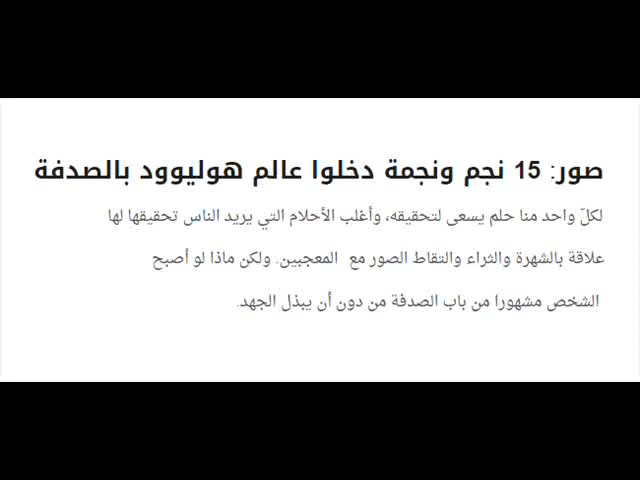 صور: 15 نجم ونجمة دخلوا عالم هوليوود بالصدفة
لكلّ واحد منا حلم يسعى لتحقيقه، وأغلب الأحلام التي يريد الناس تحقيقها لها
علاقة بالشهرة والثراء والتقاط الصور مع المعجبين. ولكن ماذا لو أصبح
الشخص مشهورا من باب الصدفة من دون أن يبذل الجهد.